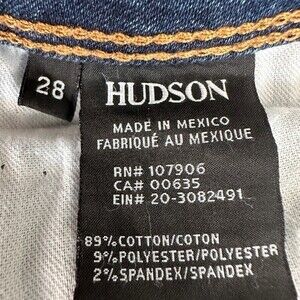 28
HUDSON
MADE IN MEXICO
FABRIQUÉ AU MEXIQUE
RN# 107906
CA# 00635
EIN# 20-3082491
89% COTTON/COTON
9% POLYESTER/POLYESTER
2% SPANDEX/SPANDEX